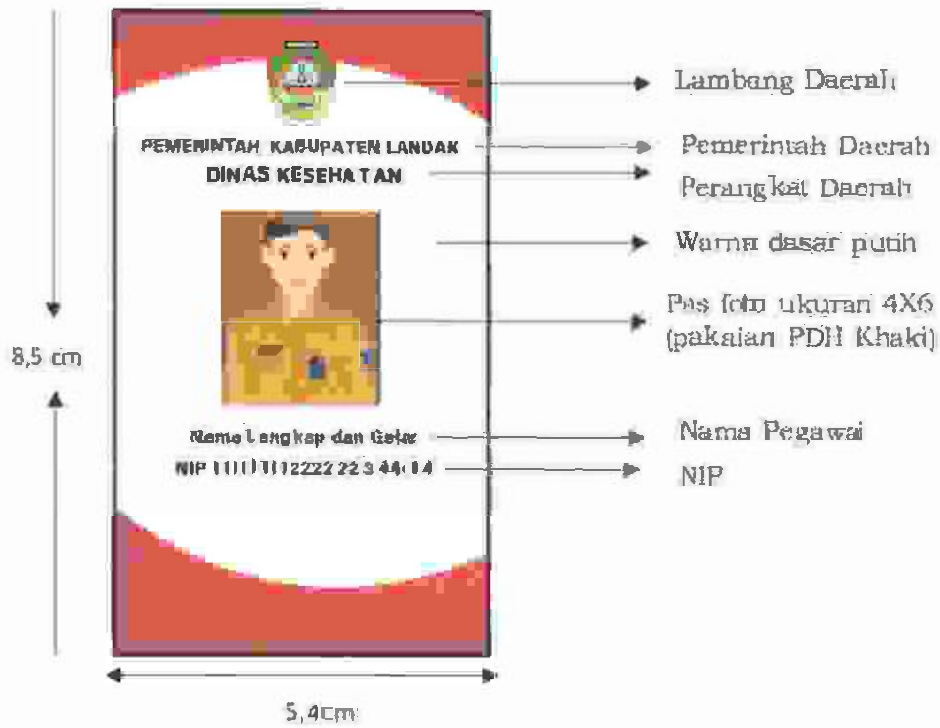 Lambang Daerah
PEMERINTAH KABUPATEN LANDAK
Pemerintah Daerah
DINAS KESEHATAN
Perangkat Daerah
Warna dasar putih
Pas foto ukuran 4X6
(pakaian PDH Khaki)
8,5 cm
Nama Lengkap dan Gelar
Nama Pegawai
NIP
NIP
5,4cm